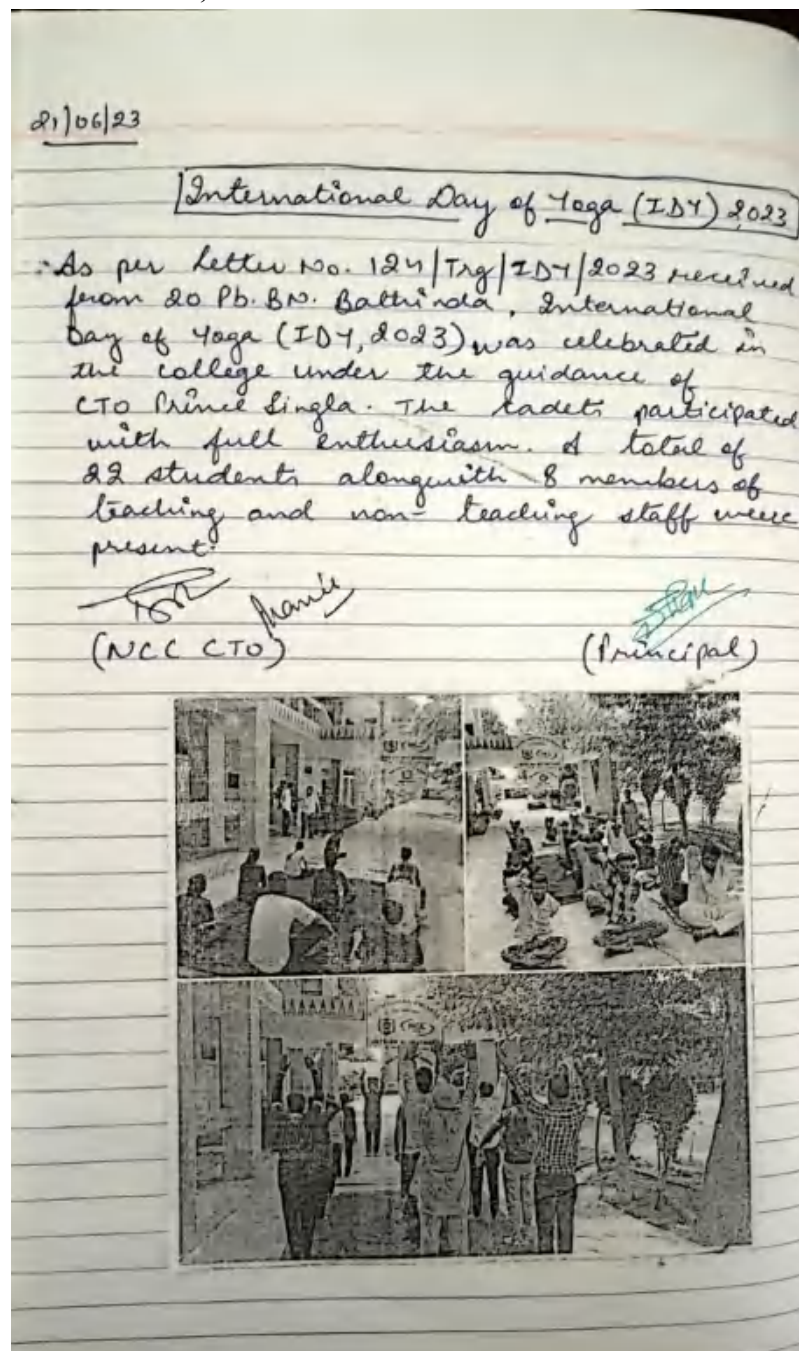 21/06/23
International Day of Yoga (IDY) 2023
As per Letter No. 124/Trg/IDY/2023 received
from 20 Pb. BN. Bathinda, International
Day of Yoga (IDY, 2023) was celebrated in
the college under the guidance of
CTO Prince Singla. The cadets participated
with full enthusiasm. A total of
22 students alongwith 8 members of
teaching and non-teaching staff were
present.
(NCC CTO)
(Principal)